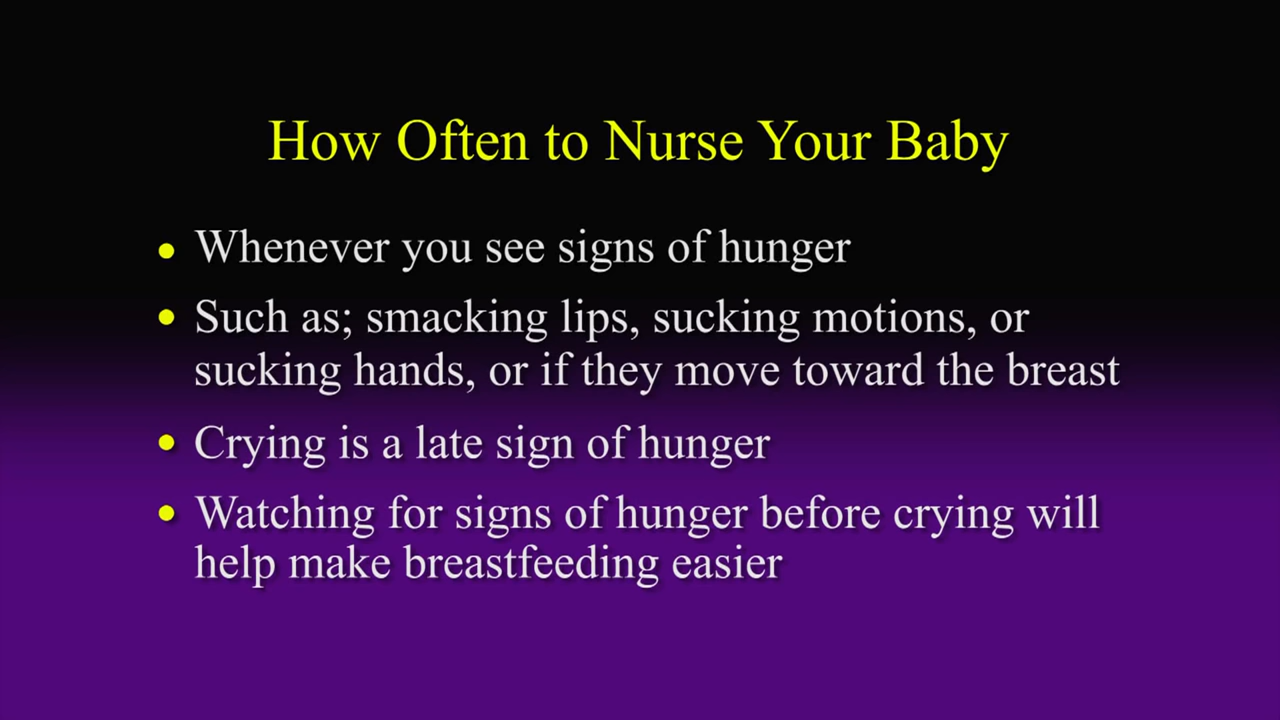 How Often to Nurse Your Baby
• Whenever you see signs of hunger
• Such as; smacking lips, sucking motions, or
sucking hands, or if they move toward the breast
• Crying is a late sign of hunger
• Watching for signs of hunger before crying will
help make breastfeeding easier